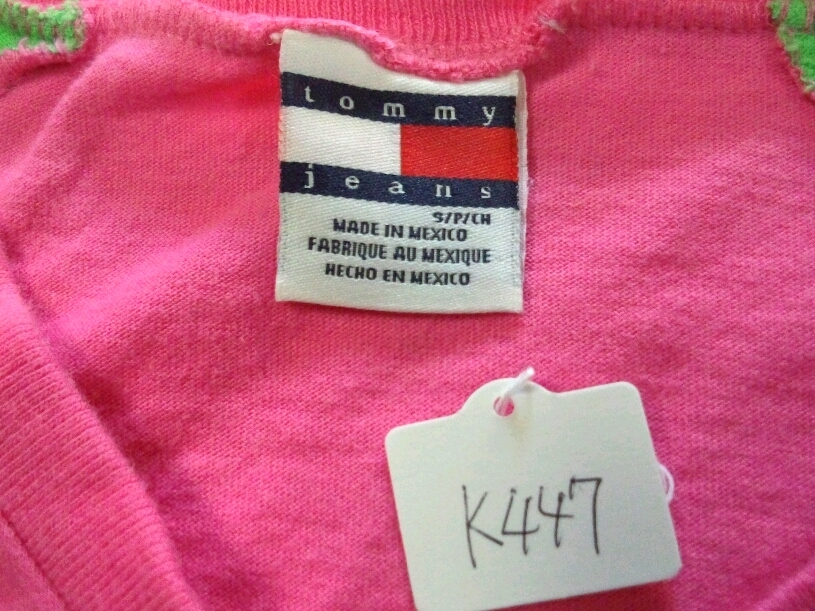 tommy
jeans
S/P/CH
MADE IN MEXICO
FABRIQUE AU MEXIQUE
HECHO EN MEXICO
K447